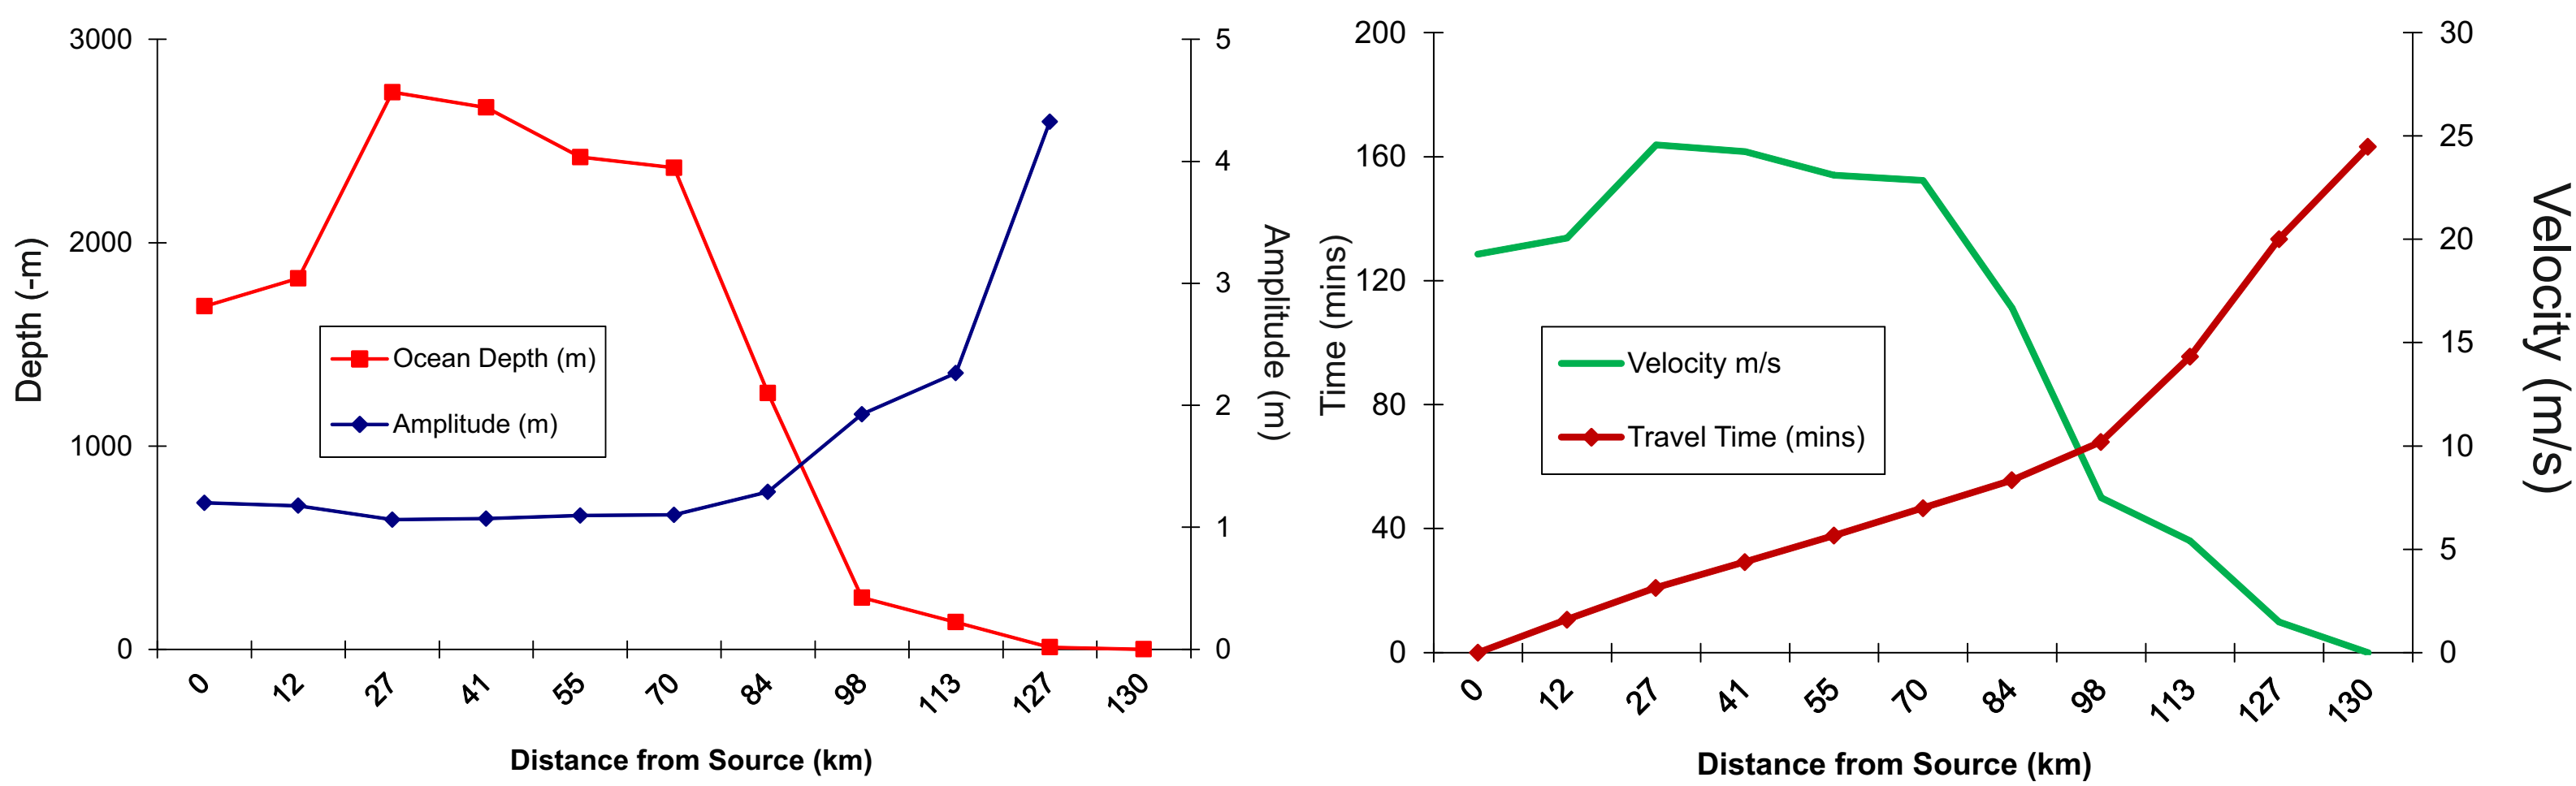 3000
2000
1000
0
Depth (-m)
5
4
3
2
1
0
Amplitude (m)
Ocean Depth (m)
Amplitude (m)
0 12 27 41 55 70 84 98 113 127 130
Distance from Source (km)
200
160
120
80
40
0
Time (mins)
30
25
20
15
10
5
0
Velocity (m/s)
Velocity m/s
Travel Time (mins)
0 12 27 41 55 70 84 98 113 127 130
Distance from Source (km)